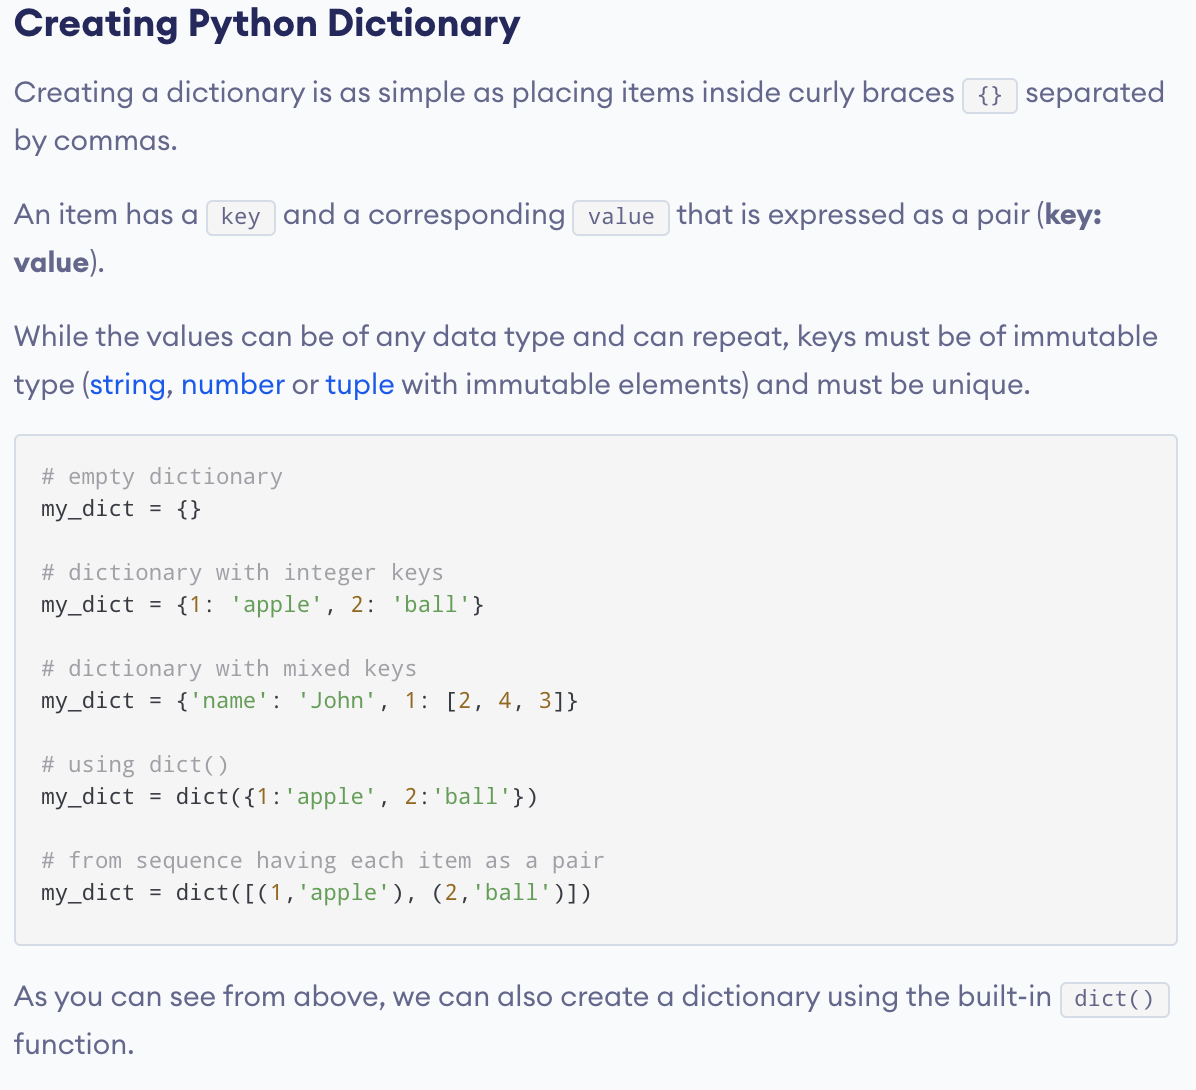 Creating Python Dictionary
Creating a dictionary is as simple as placing items inside curly braces {} separated
by commas.
An item has a key and a corresponding value that is expressed as a pair (key:
value).
While the values can be of any data type and can repeat, keys must be of immutable
type (string, number or tuple with immutable elements) and must be unique.
# empty dictionary
my_dict = {}
# dictionary with integer keys
my_dict = {1: 'apple', 2: 'ball'}
# dictionary with mixed keys
my_dict = {'name': 'John', 1: [2, 4, 3]}
# using dict()
my_dict = dict({1:'apple', 2:'ball'})
# from sequence having each item as a pair
my_dict = dict([(1,'apple'), (2,'ball')])
As you can see from above, we can also create a dictionary using the built-in dict()
function.